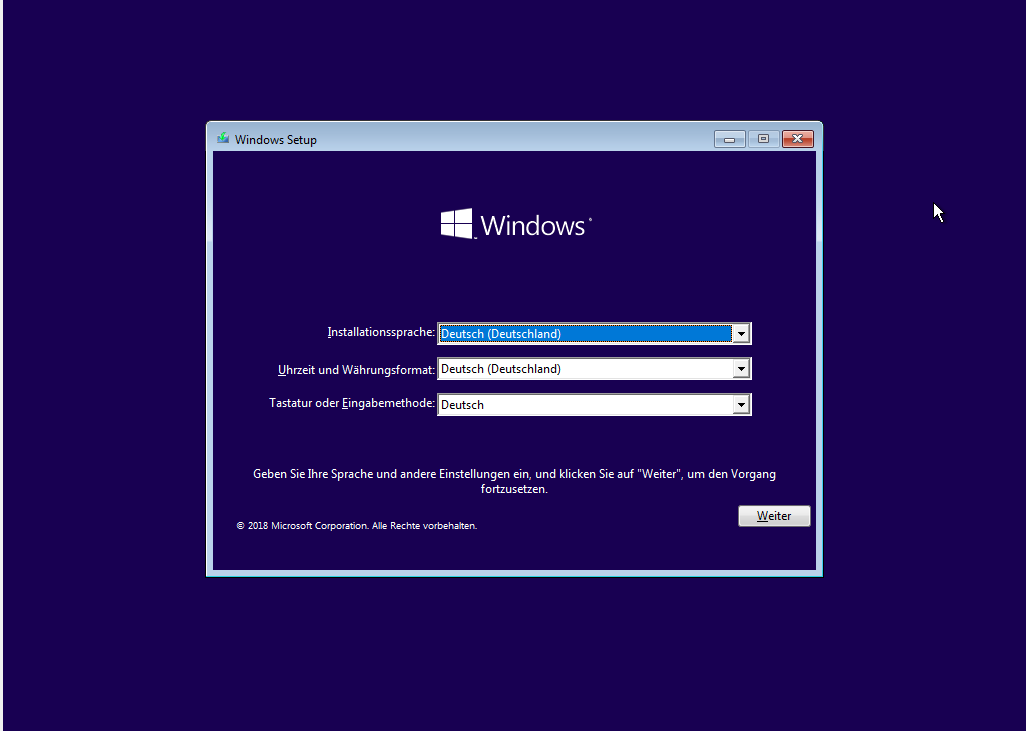 Windows Setup
Windows
Installationssprache: Deutsch (Deutschland)
Uhrzeit und Währungsformat: Deutsch (Deutschland)
Tastatur oder Eingabemethode: Deutsch
Geben Sie Ihre Sprache und andere Einstellungen ein, und klicken Sie auf "Weiter", um den Vorgang
fortzusetzen.
Weiter
© 2018 Microsoft Corporation. Alle Rechte vorbehalten.